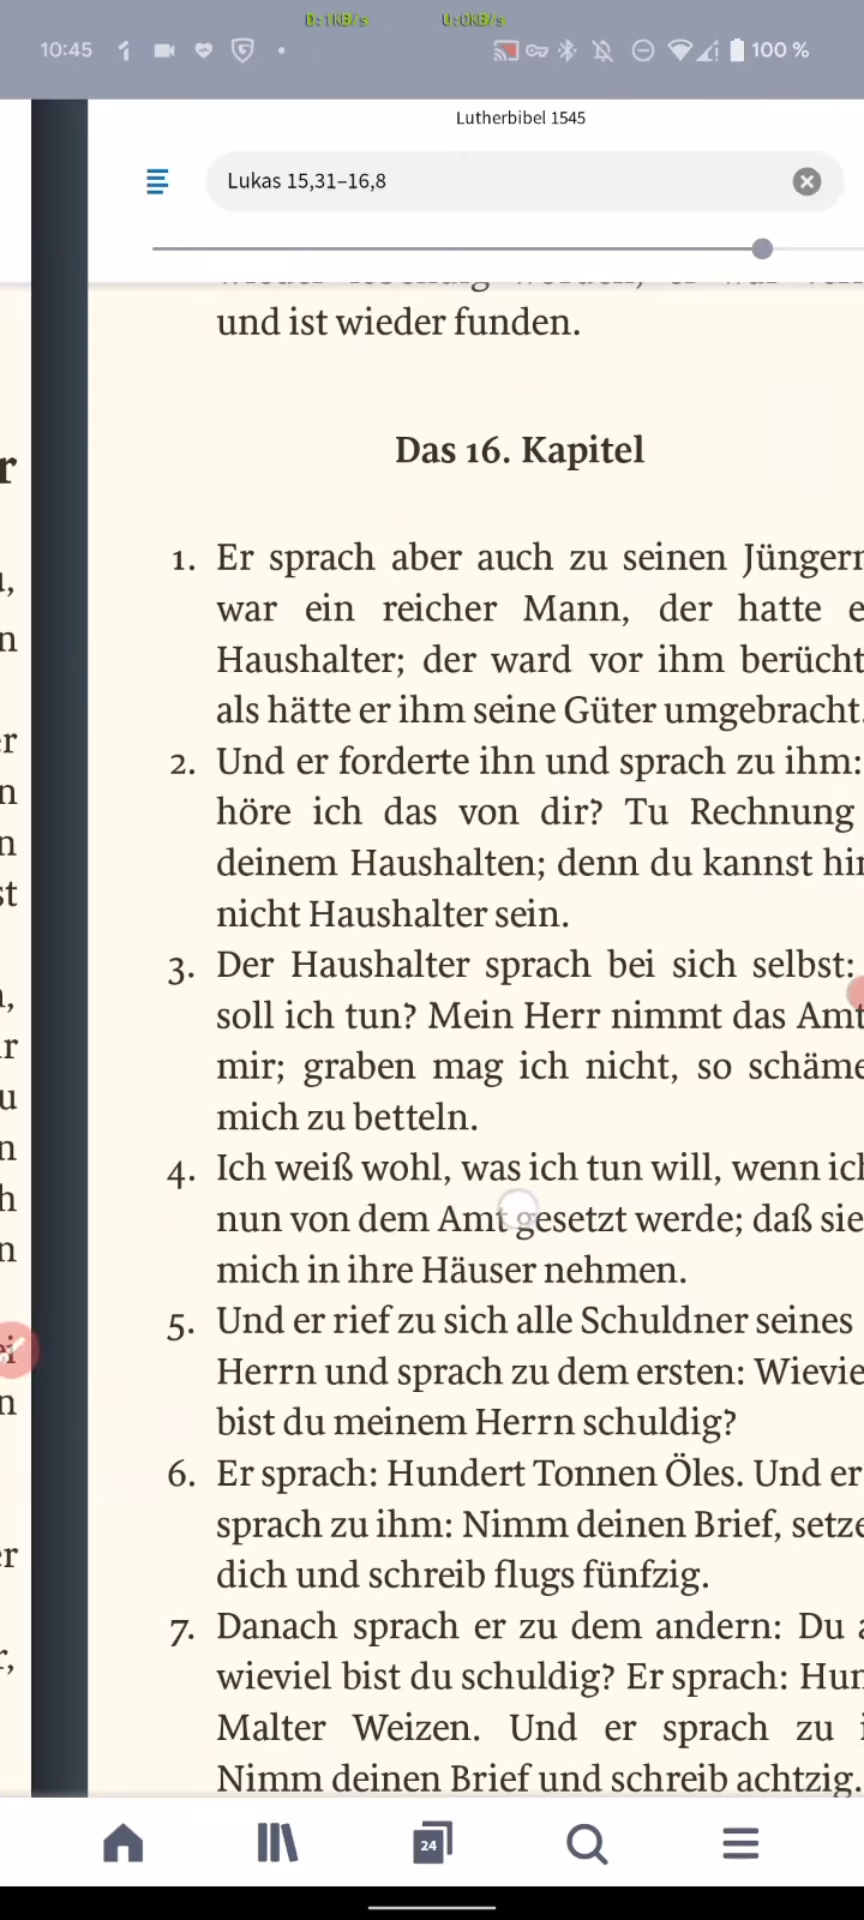 D:1KB/s U:0KB/s
10:45 100 %
Lutherbibel 1545
Lukas 15,31–16,8
und ist wieder funden.
Das 16. Kapitel
1. Er sprach aber auch zu seinen Jüngern
war ein reicher Mann, der hatte e
Haushalter; der ward vor ihm berücht
als hätte er ihm seine Güter umgebracht.
2. Und er forderte ihn und sprach zu ihm:
höre ich das von dir? Tu Rechnung
deinem Haushalten; denn du kannst hin
nicht Haushalter sein.
3. Der Haushalter sprach bei sich selbst:
soll ich tun? Mein Herr nimmt das Amt
mir; graben mag ich nicht, so schäme
mich zu betteln.
4. Ich weiß wohl, was ich tun will, wenn ich
nun von dem Amt gesetzt werde; daß sie
mich in ihre Häuser nehmen.
5. Und er rief zu sich alle Schuldner seines
Herrn und sprach zu dem ersten: Wievie
bist du meinem Herrn schuldig?
6. Er sprach: Hundert Tonnen Öles. Und er
sprach zu ihm: Nimm deinen Brief, setze
dich und schreib flugs fünfzig.
7. Danach sprach er zu dem andern: Du a
wieviel bist du schuldig? Er sprach: Hun
Malter Weizen. Und er sprach zu i
Nimm deinen Brief und schreib achtzig.
24